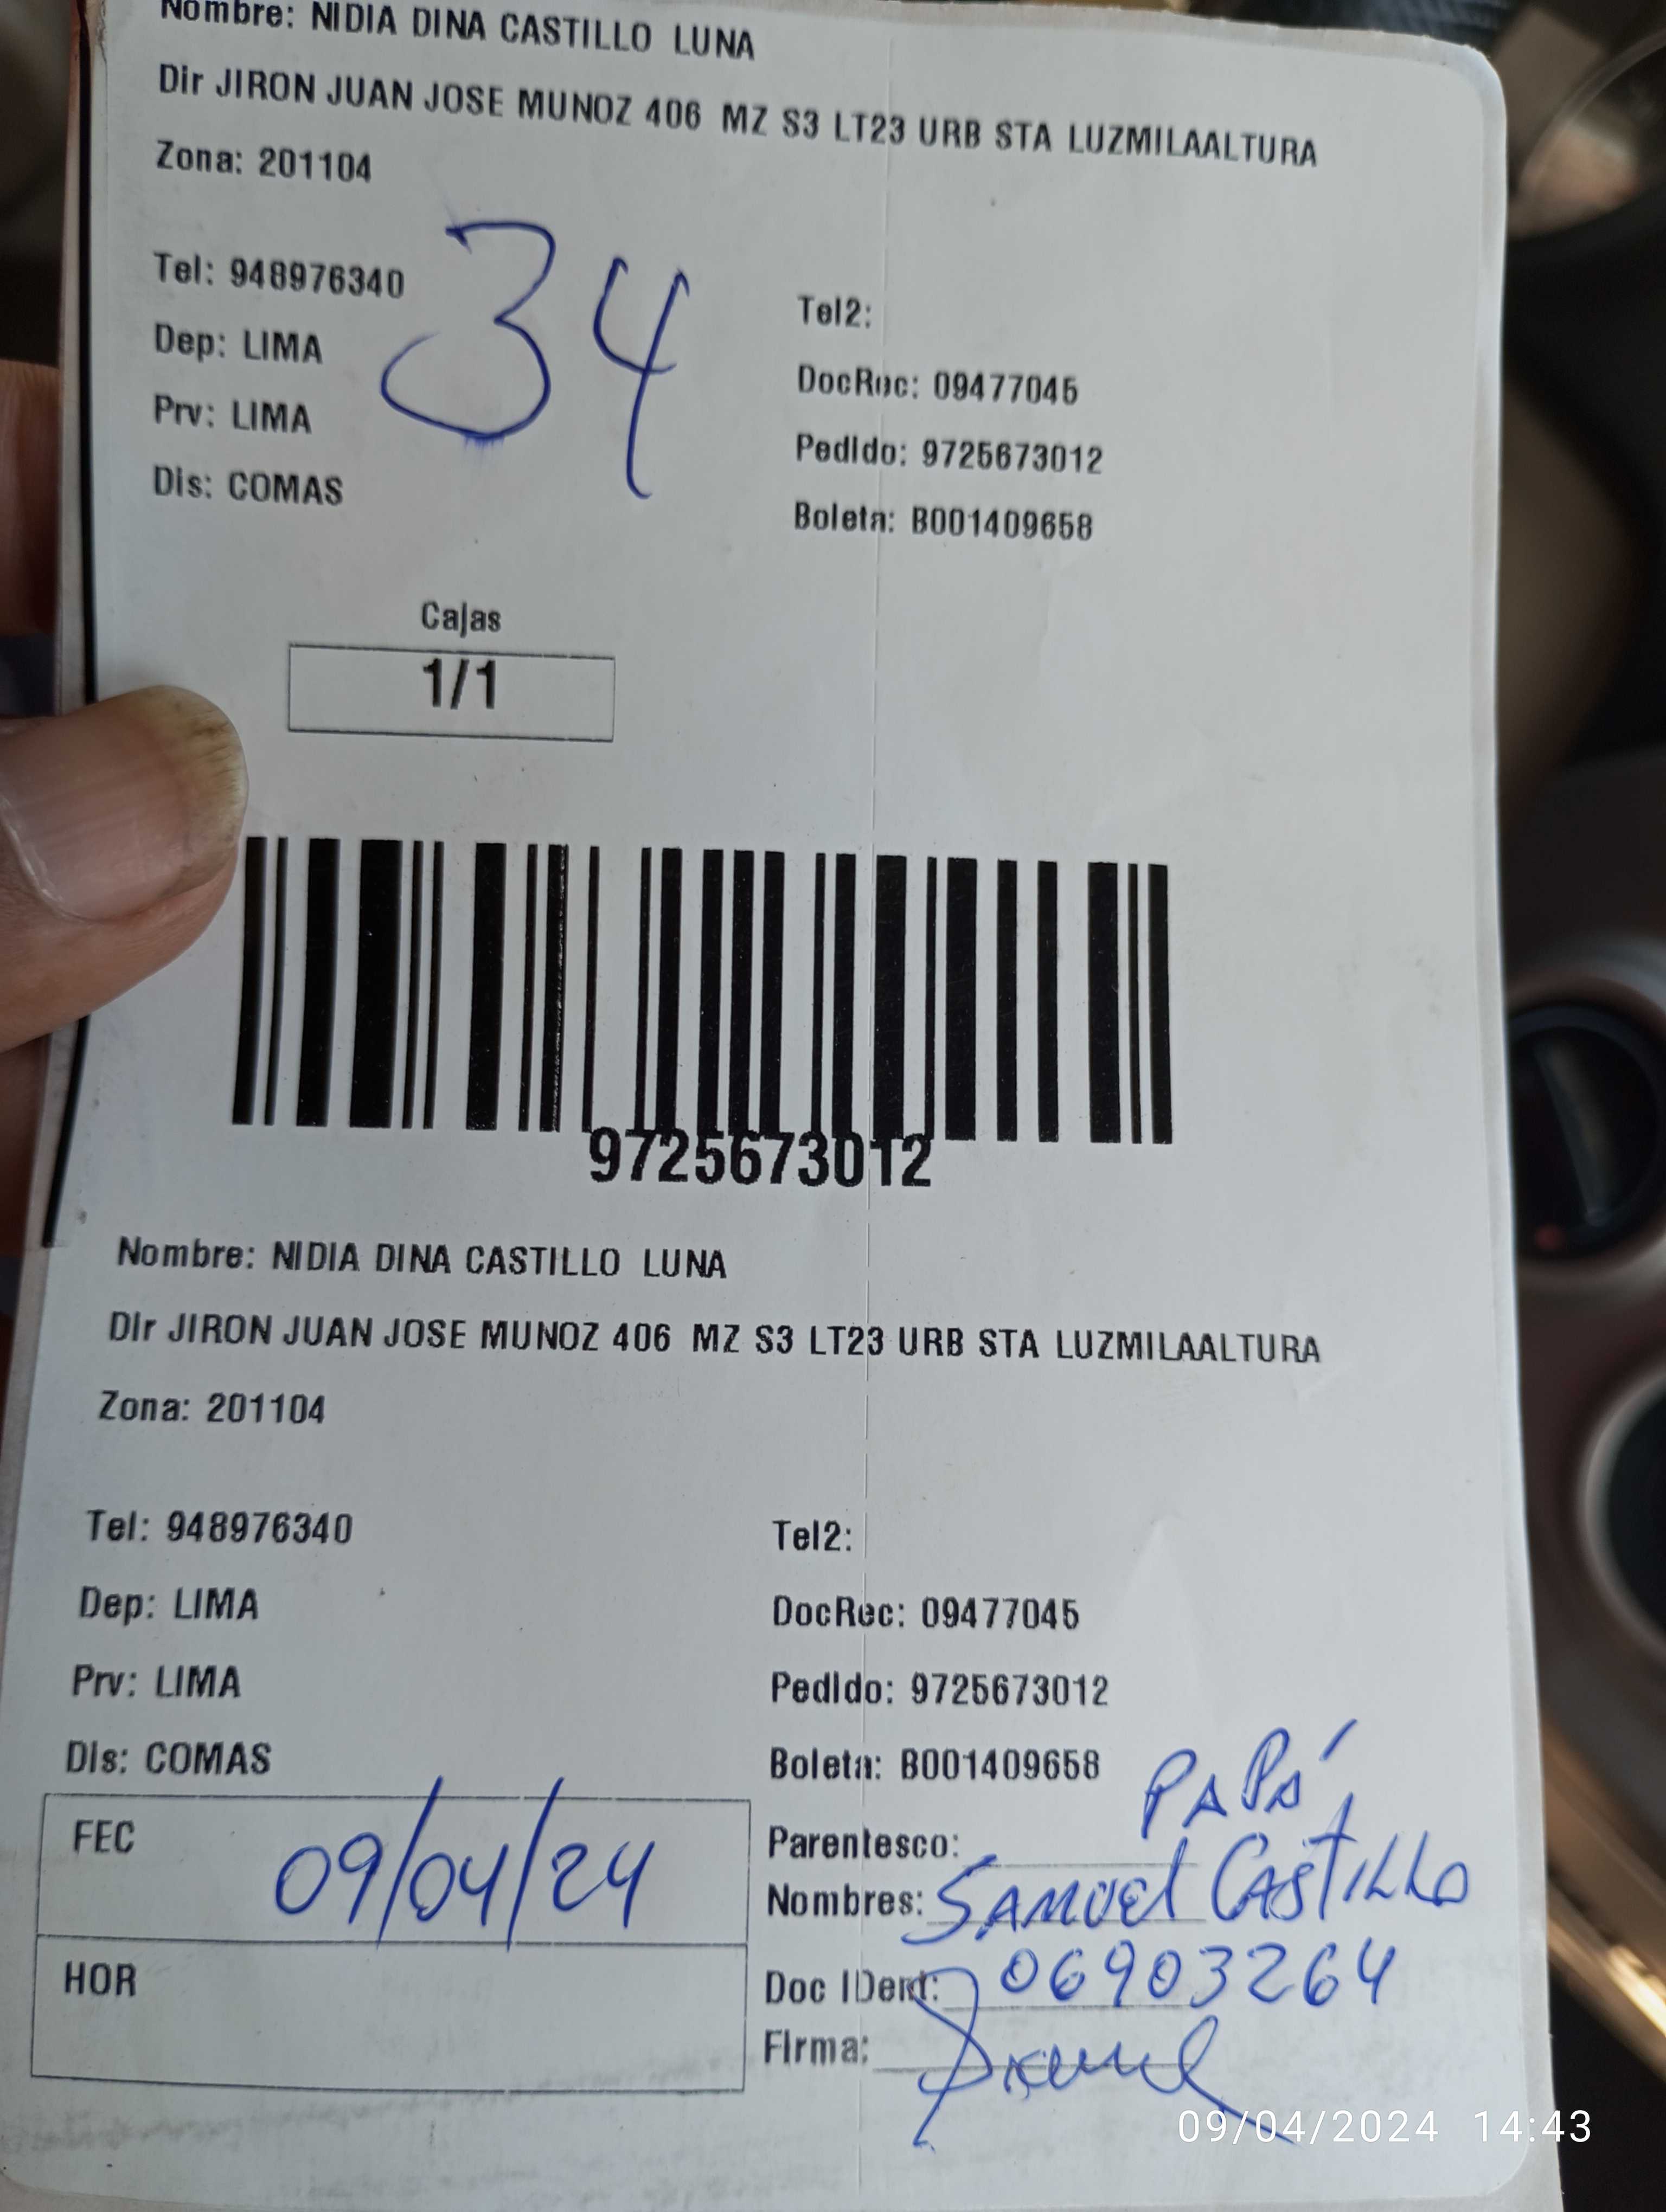 Nombre: NIDIA DINA CASTILLO LUNA
Dir JIRON JUAN JOSE MUNOZ 406 MZ S3 LT23 URB STA LUZMILAALTURA
Zona: 201104
34
Tel: 948976340
Tel2:
Dep: LIMA
DocRec: 09477045
Prv: LIMA
Pedido: 9725673012
Dis: COMAS
Boleta: B001409658
Cajas
1/1
9725673012
Nombre: NIDIA DINA CASTILLO LUNA
Dir JIRON JUAN JOSE MUNOZ 406 MZ S3 LT23 URB STA LUZMILAALTURA
Zona: 201104
Tel: 948976340
Tel2:
Dep: LIMA
DocRec: 09477045
Prv: LIMA
Pedido: 9725673012
Dis: COMAS
Boleta: B001409658
FEC 09/04/24
Parentesco: PAPÁ
Nombres: SAMUEL CASTILLO
HOR
Doc IDent: 06903264
Firma:
09/04/2024 14:43